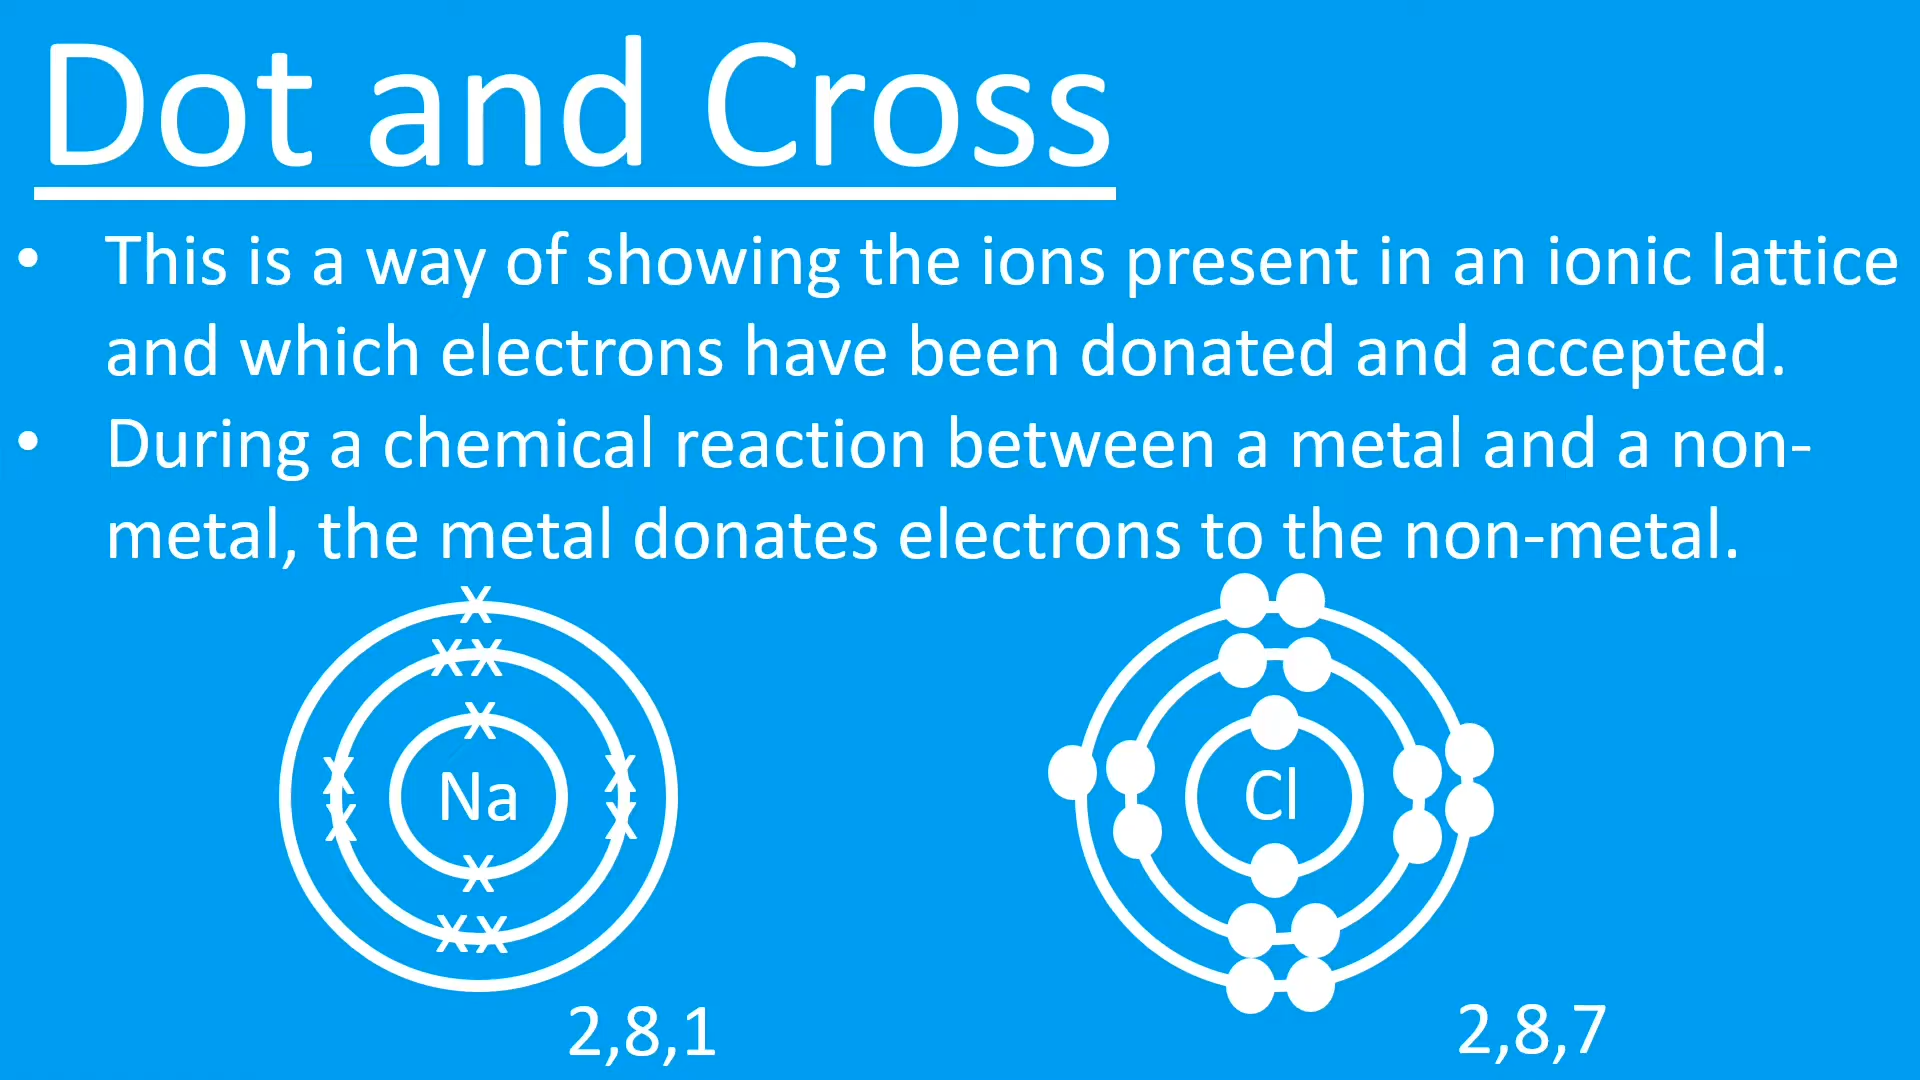 Dot and Cross
• This is a way of showing the ions present in an ionic lattice
and which electrons have been donated and accepted.
• During a chemical reaction between a metal and a non-
metal, the metal donates electrons to the non-metal.
x
xx
x
x x
Na
x x
x
xx
Cl
2,8,1
2,8,7